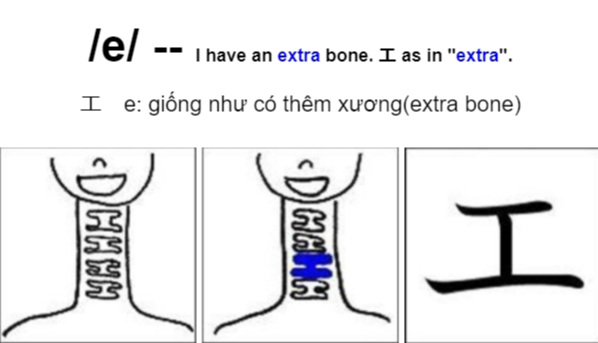 /e/ -- I have an extra bone. エ as in "extra".
エ e: giống như có thêm xương(extra bone)
エ